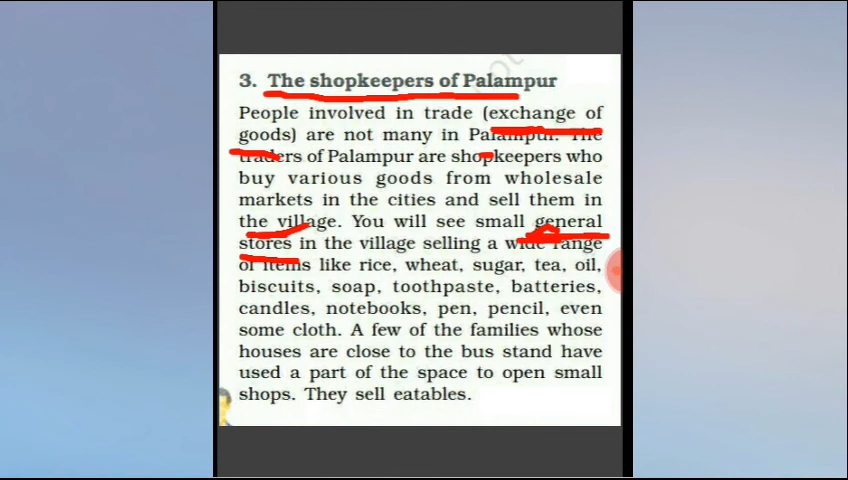 3. The shopkeepers of Palampur
People involved in trade (exchange of
goods) are not many in Palampur. The
traders of Palampur are shopkeepers who
buy various goods from wholesale
markets in the cities and sell them in
the village. You will see small general
stores in the village selling a wide range
of items like rice, wheat, sugar, tea, oil,
biscuits, soap, toothpaste, batteries,
candles, notebooks, pen, pencil, even
some cloth. A few of the families whose
houses are close to the bus stand have
used a part of the space to open small
shops. They sell eatables.